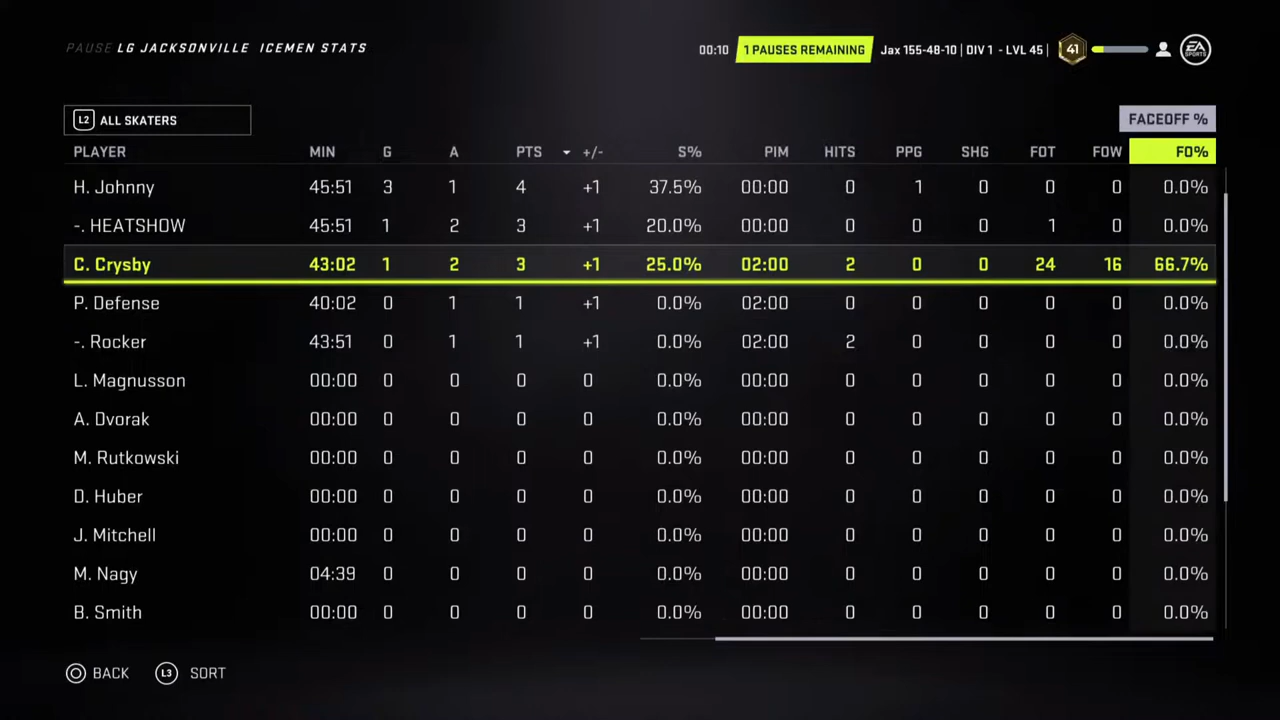 PAUSE LG JACKSONVILLE ICEMEN STATS 00:10 1 PAUSES REMAINING Jax 155-48-10 | DIV 1 - LVL 45 | 41 EA SPORTS
L2 ALL SKATERS FACEOFF %
PLAYER MIN G A PTS +/- S% PIM HITS PPG SHG FOT FOW FO%
H. Johnny 45:51 3 1 4 +1 37.5% 00:00 0 1 0 0 0 0.0%
-. HEATSHOW 45:51 1 2 3 +1 20.0% 00:00 0 0 0 1 0 0.0%
C. Crysby 43:02 1 2 3 +1 25.0% 02:00 2 0 0 24 16 66.7%
P. Defense 40:02 0 1 1 +1 0.0% 02:00 0 0 0 0 0 0.0%
-. Rocker 43:51 0 1 1 +1 0.0% 02:00 2 0 0 0 0 0.0%
L. Magnusson 00:00 0 0 0 0 0.0% 00:00 0 0 0 0 0 0.0%
A. Dvorak 00:00 0 0 0 0 0.0% 00:00 0 0 0 0 0 0.0%
M. Rutkowski 00:00 0 0 0 0 0.0% 00:00 0 0 0 0 0 0.0%
D. Huber 00:00 0 0 0 0 0.0% 00:00 0 0 0 0 0 0.0%
J. Mitchell 00:00 0 0 0 0 0.0% 00:00 0 0 0 0 0 0.0%
M. Nagy 04:39 0 0 0 0 0.0% 00:00 0 0 0 0 0 0.0%
B. Smith 00:00 0 0 0 0 0.0% 00:00 0 0 0 0 0 0.0%
BACK L3 SORT